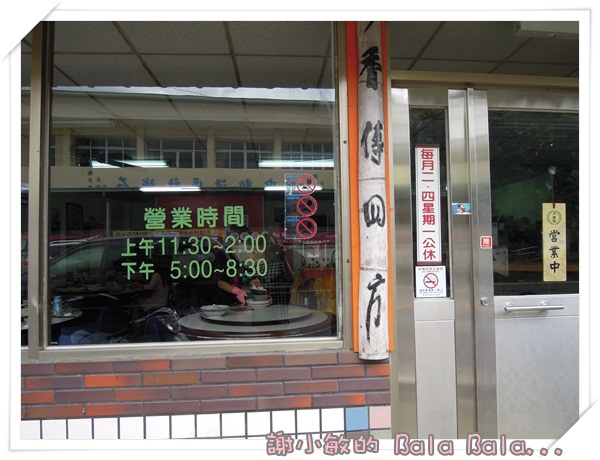 營業時間
上午11:30~2:00
下午 5:00~8:30
香傳四方
每月二·四星期一公休
推
營業中
謝小敏的 Bala Bala...